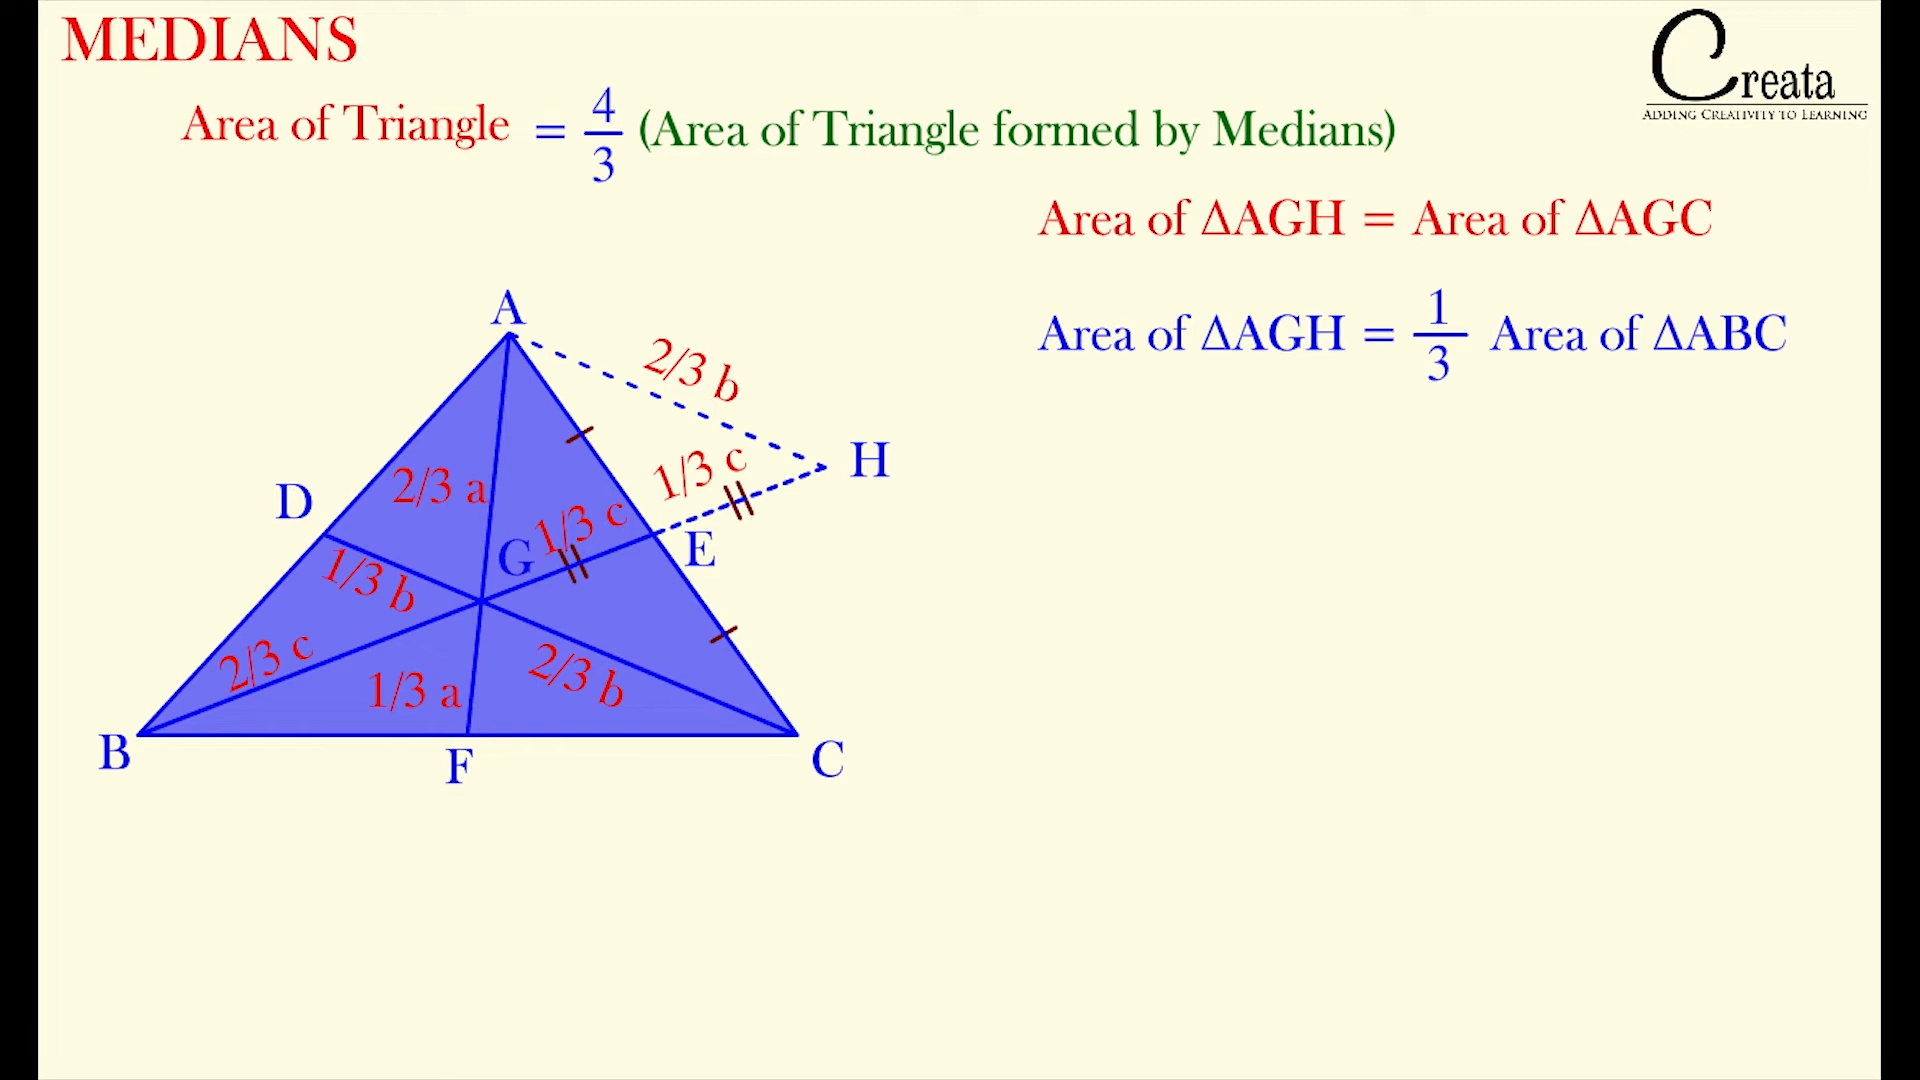 MEDIANS
Creata
ADDING CREATIVITY TO LEARNING
Area of Triangle = 4/3 (Area of Triangle formed by Medians)
Area of ΔAGH = Area of ΔAGC
Area of ΔAGH = 1/3 Area of ΔABC
A
2/3 b
H
1/3 c
D
2/3 a
1/3 c
G
E
1/3 b
2/3 c
1/3 a
2/3 b
B
F
C